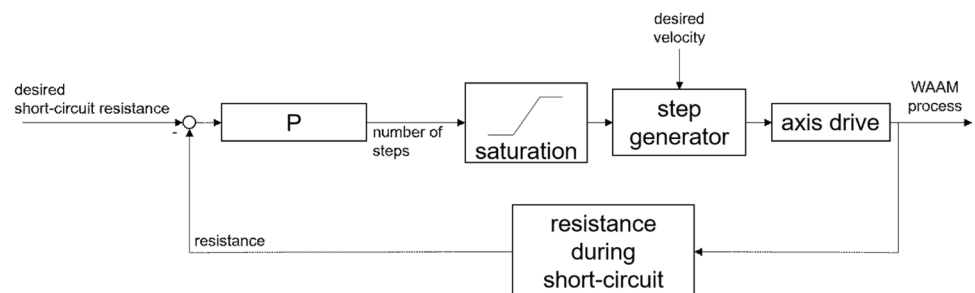 desired
velocity
desired
short-circuit resistance
-
P
number of
steps
saturation
step
generator
axis drive
WAAM
process
resistance
resistance
during
short-circuit